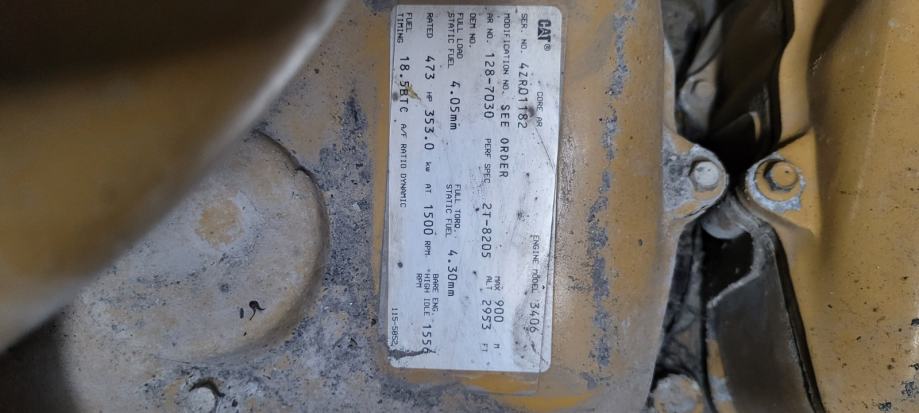 CAT® CORE AR ENGINE MODEL 3406
SER. NO. 4ZR01182
MODIFICATION NO. SEE ORDER MAX 900 M
AR NO. 128-7030 PERF SPEC 2T-8205 ALT 2953 FT
OEM NO.
FULL LOAD STATIC FUEL 4.05mm FULL TORQ. STATIC FUEL 4.30mm
RATED 473 HP 353.0 kw AT 1500 RPM. BARE ENG. *HIGH IDLE RPM 1556
FUEL TIMING 18.5BTC A/F RATIO DYNAMIC
115-5852